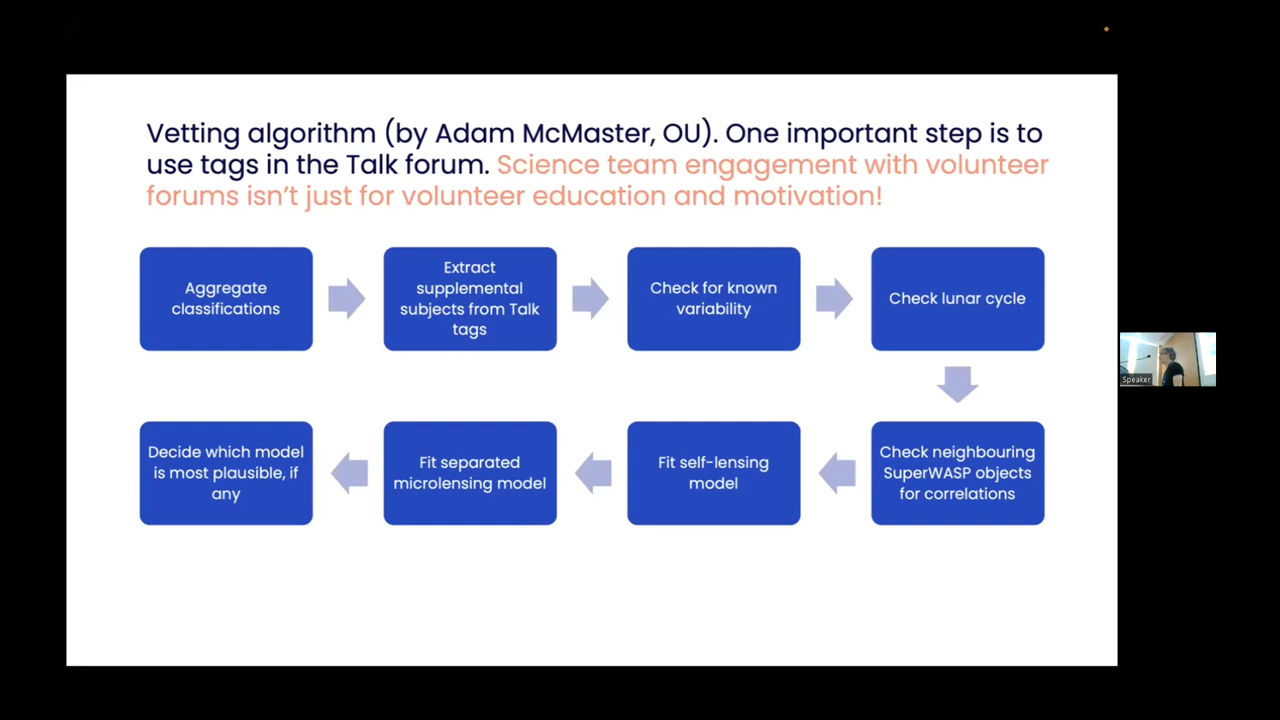 Vetting algorithm (by Adam McMaster, OU). One important step is to
use tags in the Talk forum. Science team engagement with volunteer
forums isn’t just for volunteer education and motivation!
Aggregate
classifications
Extract
supplemental
subjects from Talk
tags
Check for known
variability
Check lunar cycle
Check neighbouring
SuperWASP objects
for correlations
Fit self-lensing
model
Fit separated
microlensing model
Decide which model
is most plausible, if
any
Speaker